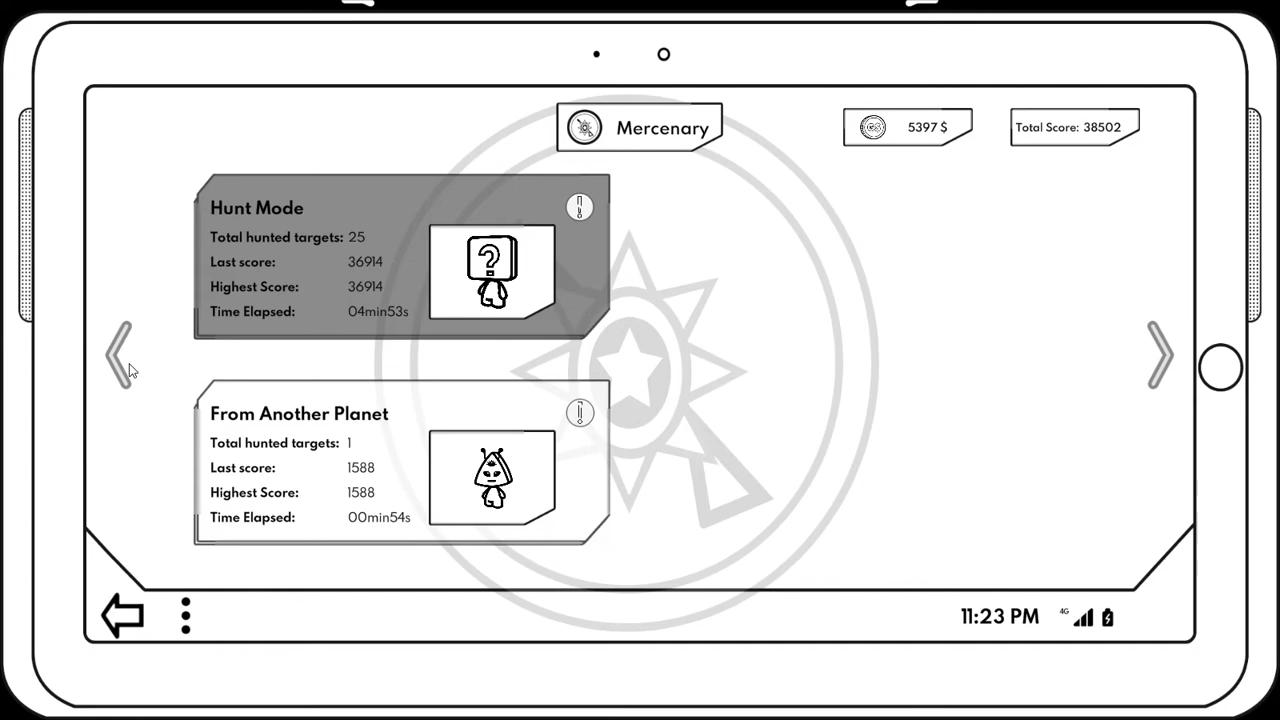 Mercenary
5397 $
Total Score: 38502
Hunt Mode
Total hunted targets: 25
Last score: 36914
Highest Score: 36914
Time Elapsed: 04min53s
?
From Another Planet
Total hunted targets: 1
Last score: 1588
Highest Score: 1588
Time Elapsed: 00min54s
11:23 PM
4G